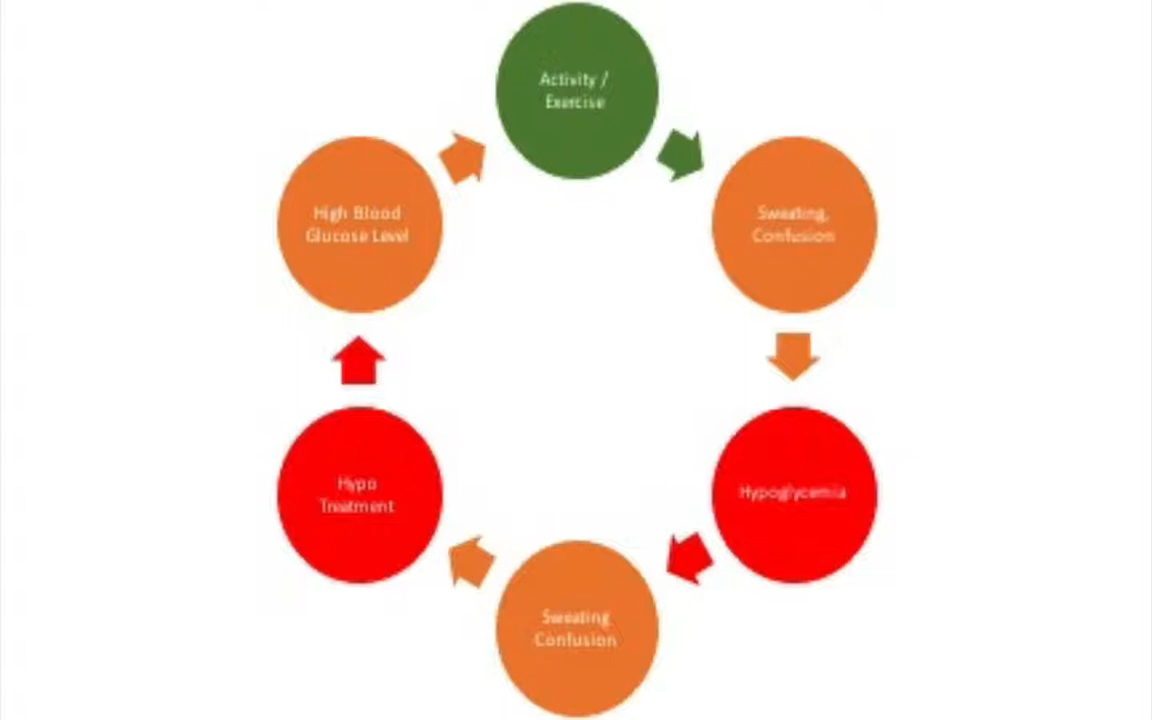 Activity /
Exercise
Sweating,
Confusion
Hypoglycemia
Sweating
Confusion
Hypo
Treatment
High Blood
Glucose Level